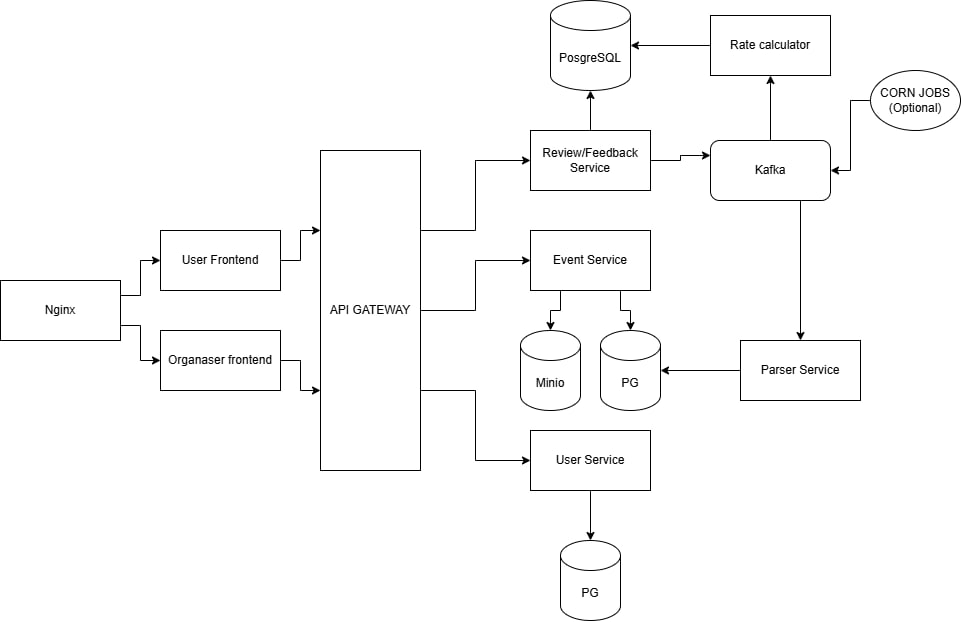 PosgreSQL
Rate calculator
CORN JOBS
(Optional)
Review/Feedback
Service
Kafka
User Frontend
Event Service
Nginx
API GATEWAY
Organaser frontend
Minio
PG
Parser Service
User Service
PG